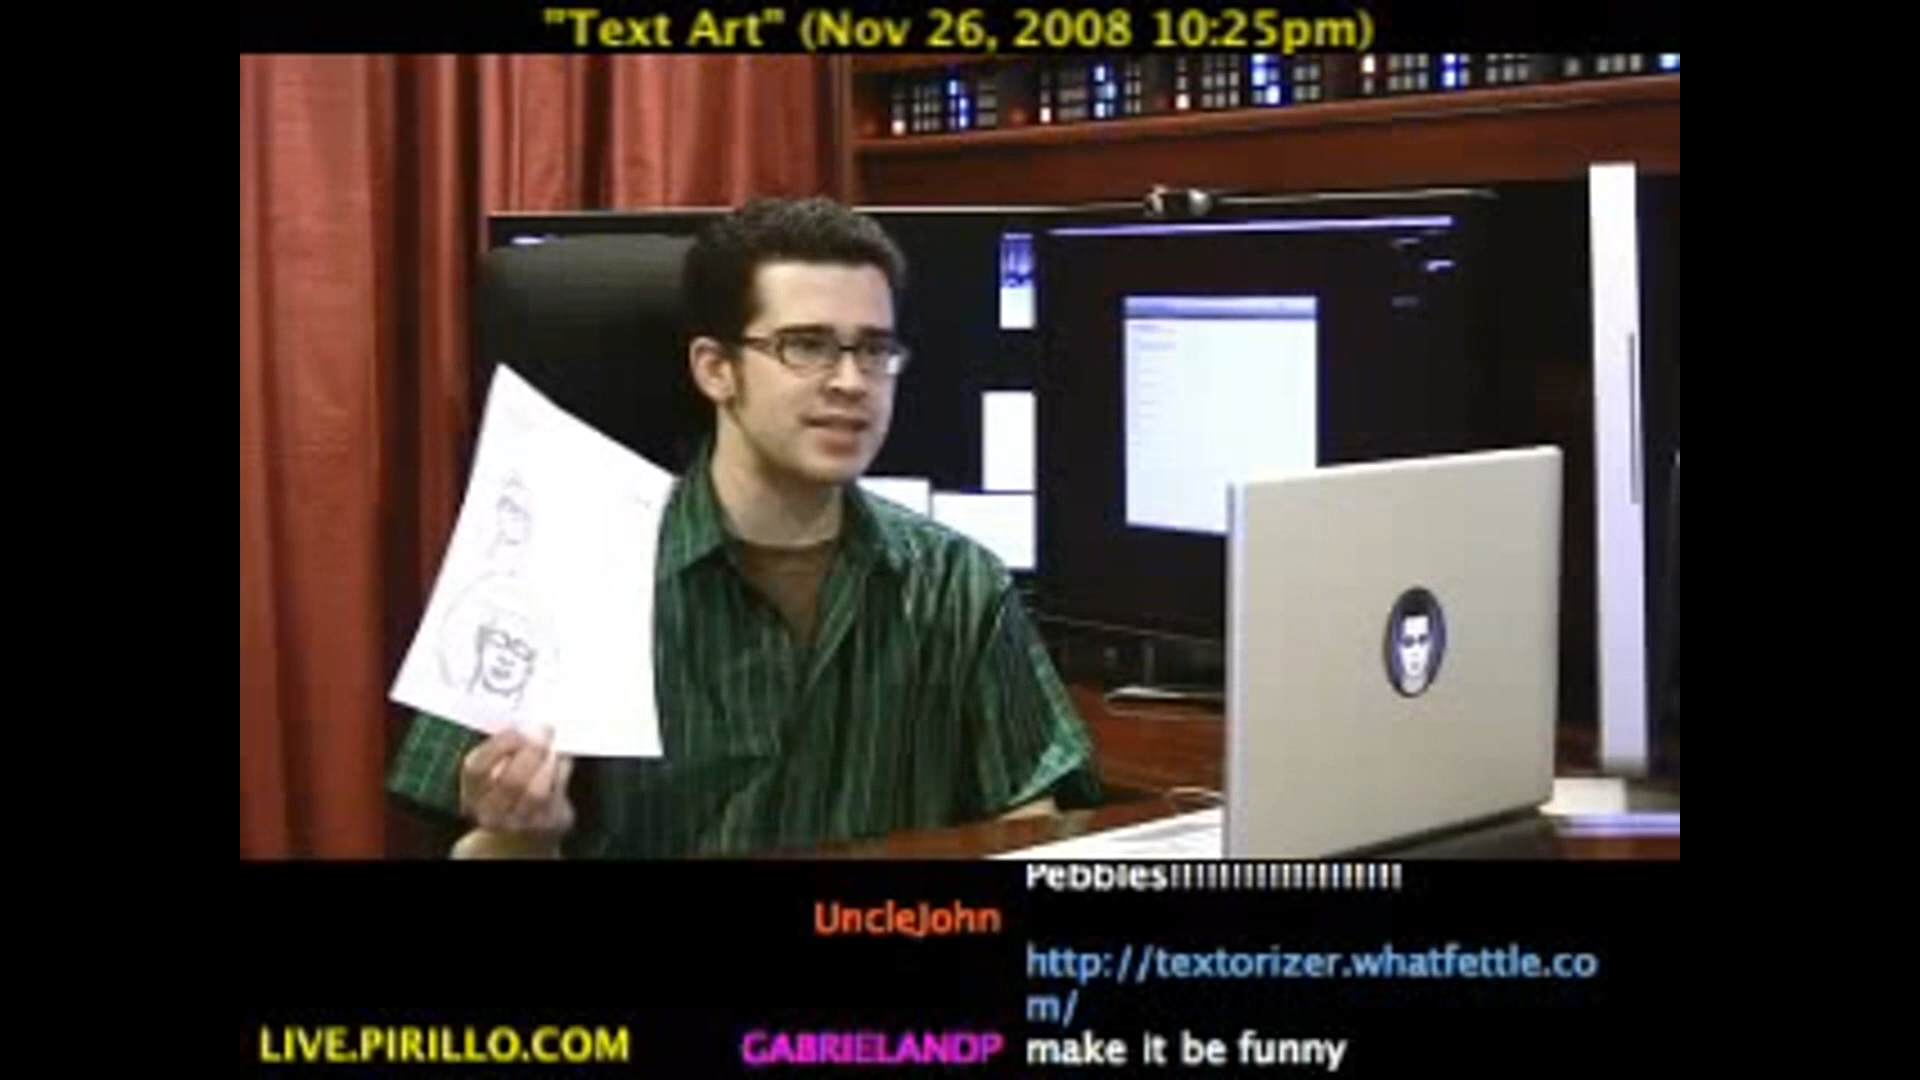 "Text Art" (Nov 26, 2008 10:25pm)
Pebbles!!!!!!!!!!!!!!!!!!!
UncleJohn
http://textorizer.whatfettle.co
m/
LIVE.PIRILLO.COM
GABRIELANDP make it be funny